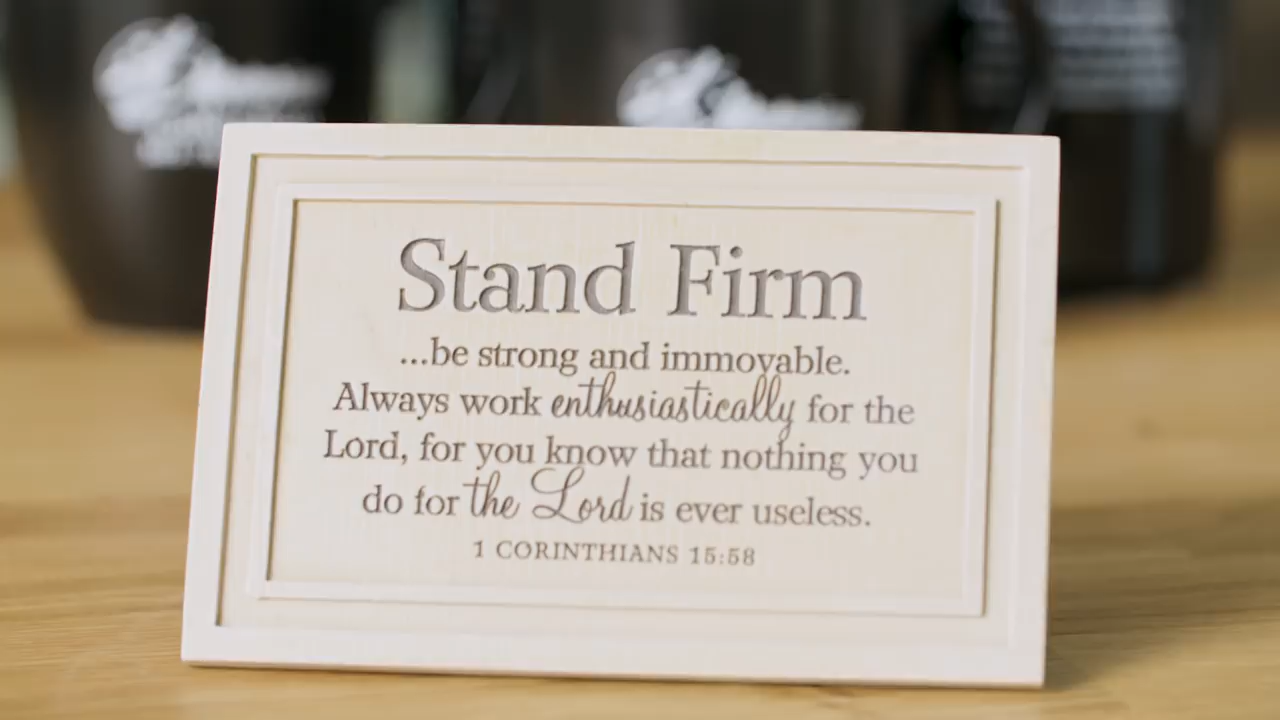 Stand Firm
...be strong and immovable.
Always work enthusiastically for the
Lord, for you know that nothing you
do for the Lord is ever useless.
1 CORINTHIANS 15:58